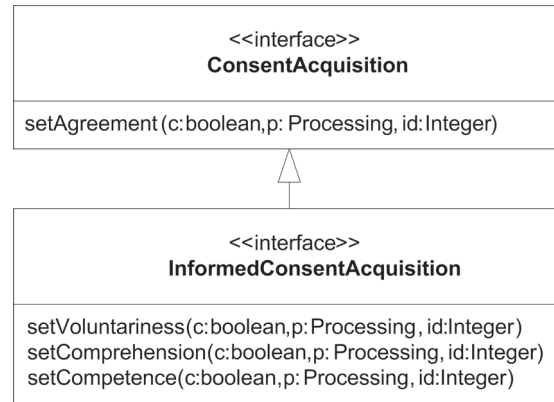 <<interface>>
ConsentAcquisition
setAgreement (c:boolean,p: Processing, id:Integer)
<<interface>>
InformedConsentAcquisition
setVoluntariness(c:boolean,p: Processing, id:Integer)
setComprehension(c:boolean,p: Processing, id:Integer)
setCompetence(c:boolean,p: Processing, id:Integer)